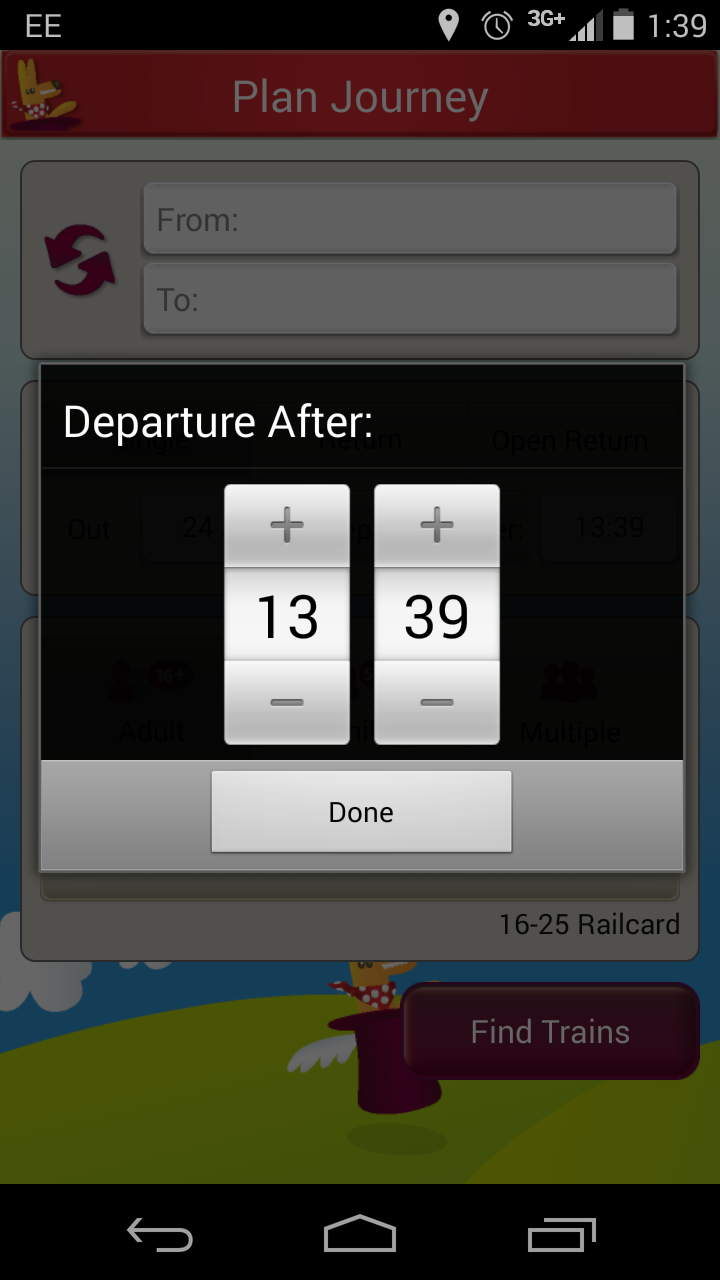 EE 3G+ 1:39
Plan Journey
From:
To:
Departure After:
Return Open Return
Out 24 13:39
+ +
13 39
− −
16+
Adult Multiple
Done
16-25 Railcard
Find Trains